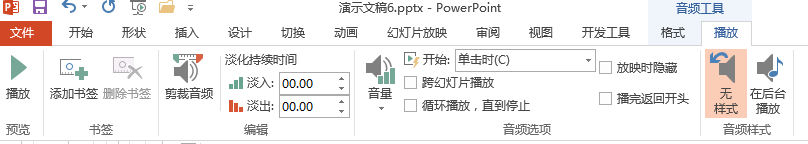 演示文稿6.pptx - PowerPoint
音频工具
文件 开始 形状 插入 设计 切换 动画 幻灯片放映 审阅 视图 开发工具 格式 播放
播放
预览
添加书签
删除书签
书签
剪裁音频
淡化持续时间
淡入: 00.00
淡出: 00.00
编辑
音量
开始: 单击时(C)
跨幻灯片播放
循环播放，直到停止
放映时隐藏
播完返回开头
音频选项
无
样式
在后台
播放
音频样式